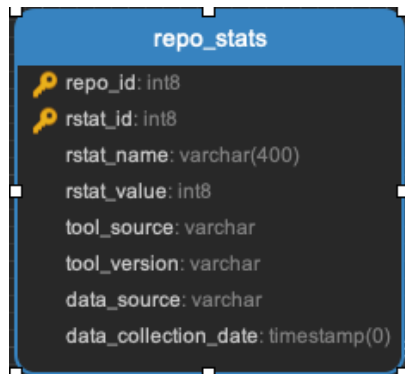 repo_stats
repo_id: int8
rstat_id: int8
rstat_name: varchar(400)
rstat_value: int8
tool_source: varchar
tool_version: varchar
data_source: varchar
data_collection_date: timestamp(0)